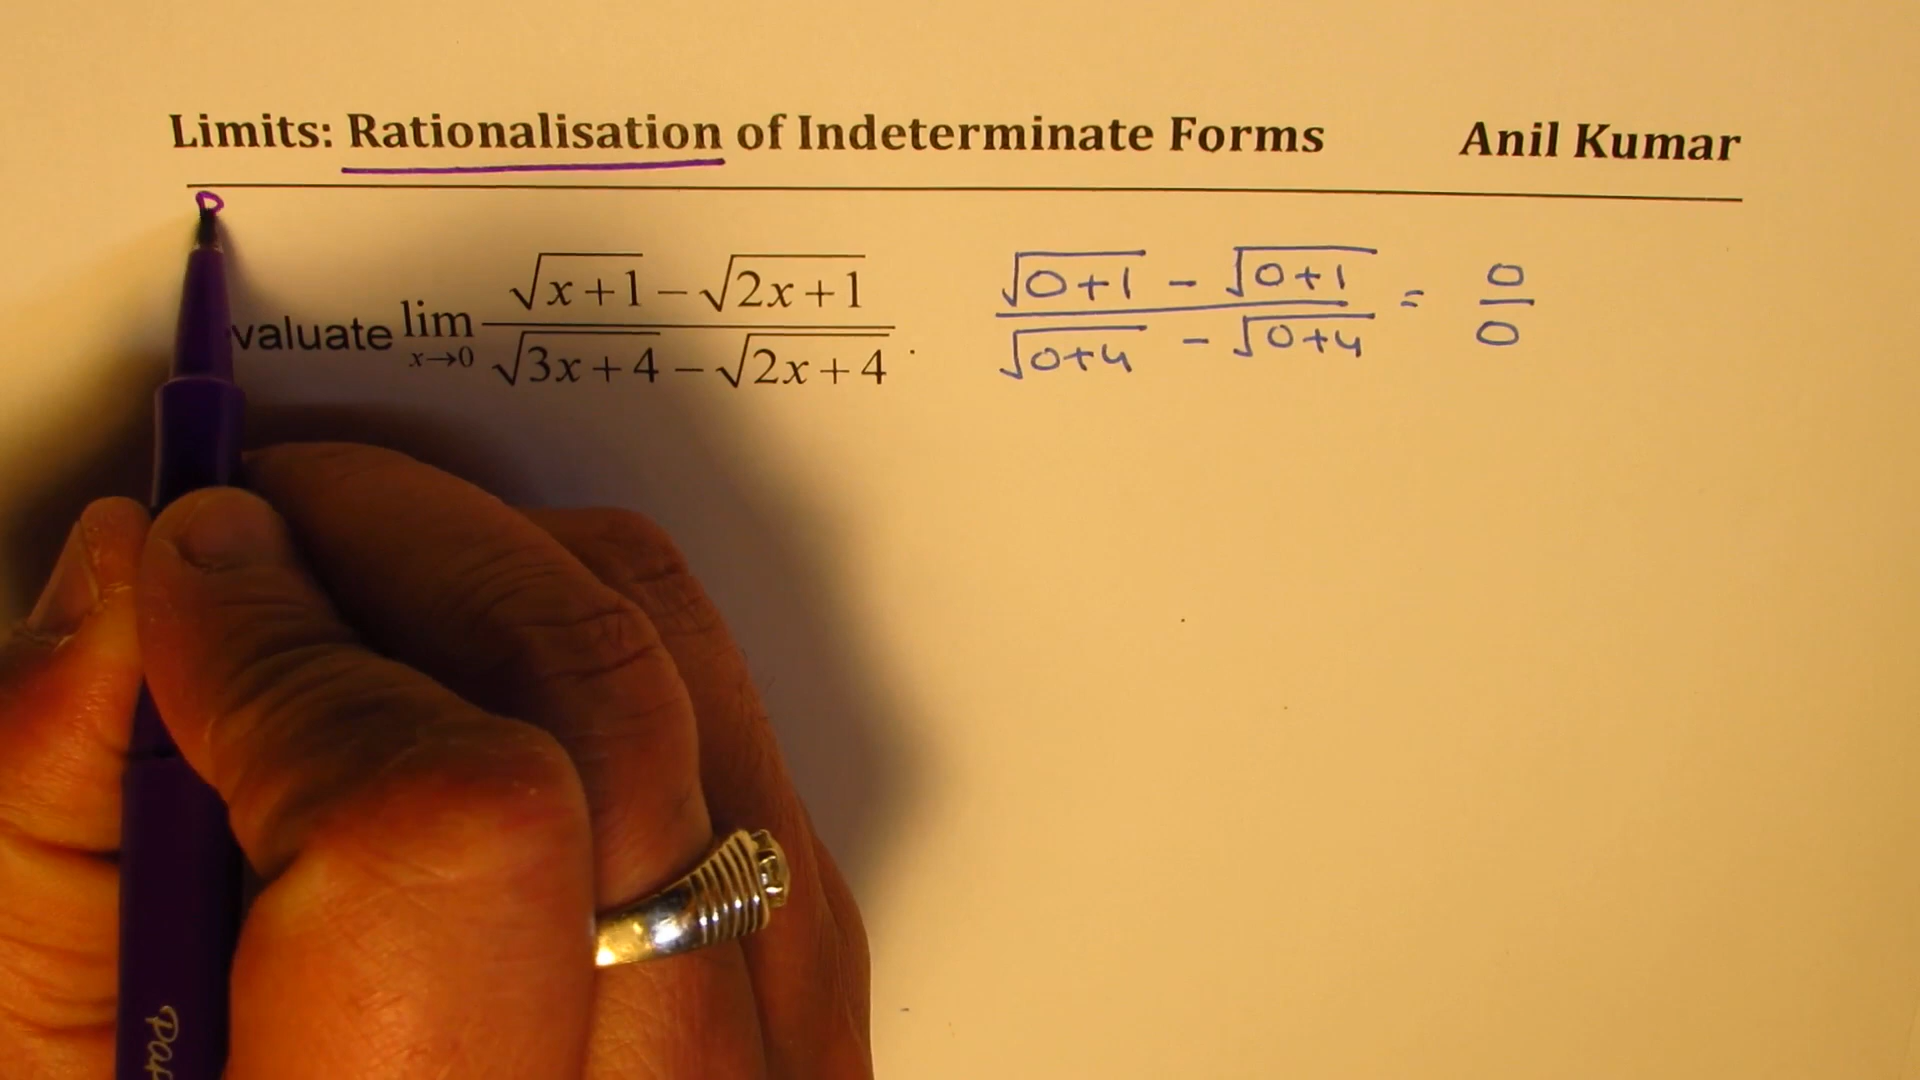 Limits: Rationalisation of Indeterminate Forms Anil Kumar
valuate lim x→0 (√(x+1) − √(2x+1)) / (√(3x+4) − √(2x+4)) .
(√(0+1) − √(0+1)) / (√(0+4) − √(0+4)) = 0/0